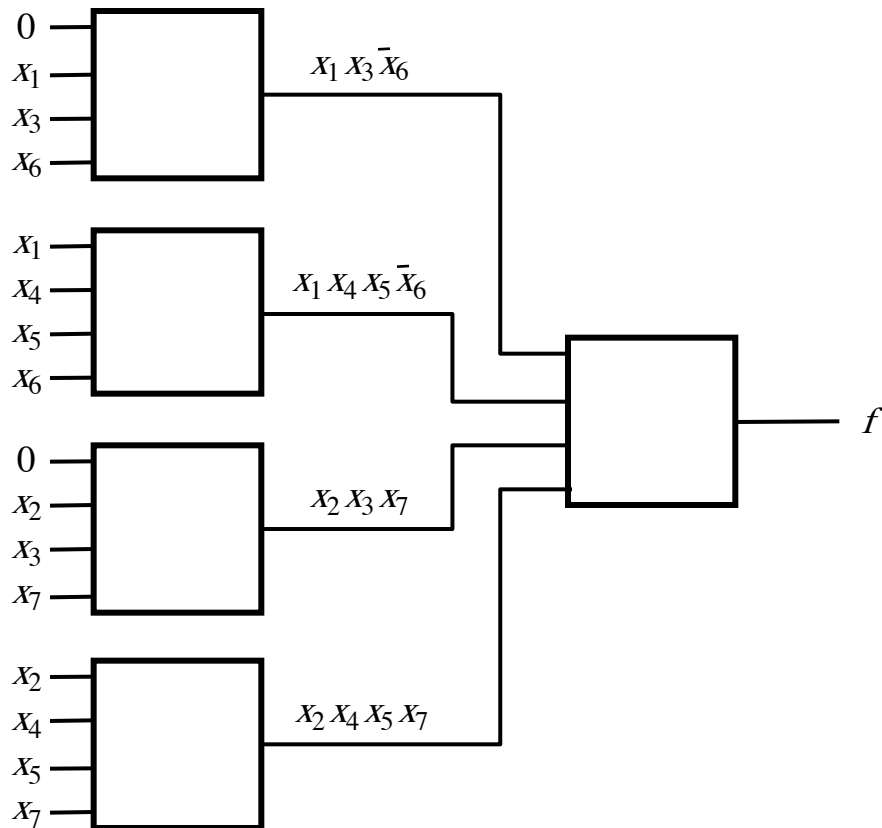 0
x₁
x₃
x₆
x₁ x₃ x̄₆
x₁
x₄
x₅
x₆
x₁ x₄ x₅ x̄₆
0
x₂
x₃
x₇
x₂ x₃ x₇
x₂
x₄
x₅
x₇
x₂ x₄ x₅ x₇
f